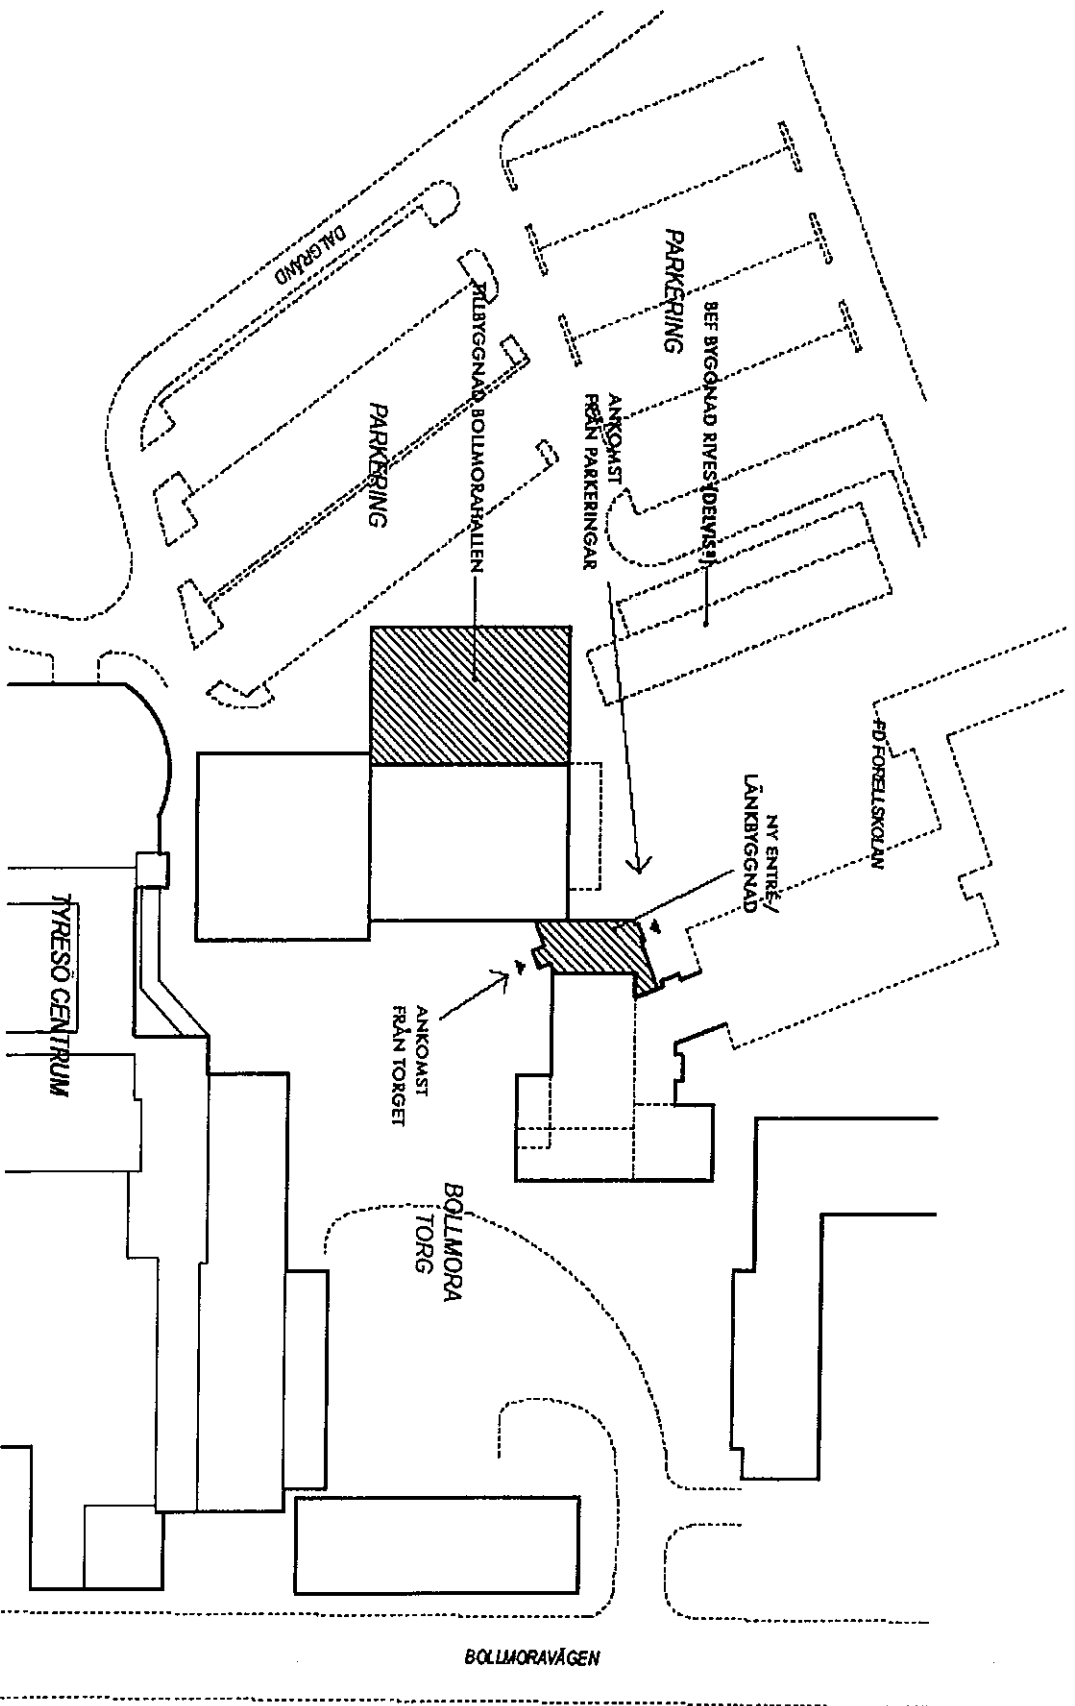 DALGRÄND
PARKERING
BEF BYGGNAD RIVES (DELVIS?)
TILLBYGGNAD BOLLMORAHALLEN
PARKERING
ANKOMST
FRÅN PARKERINGAR
FD FORELLSKOLAN
NY ENTRÉ/
LÄNKBYGGNAD
TYRESÖ CENTRUM
ANKOMST
FRÅN TORGET
BOLLMORA
TORG
BOLLMORAVÄGEN